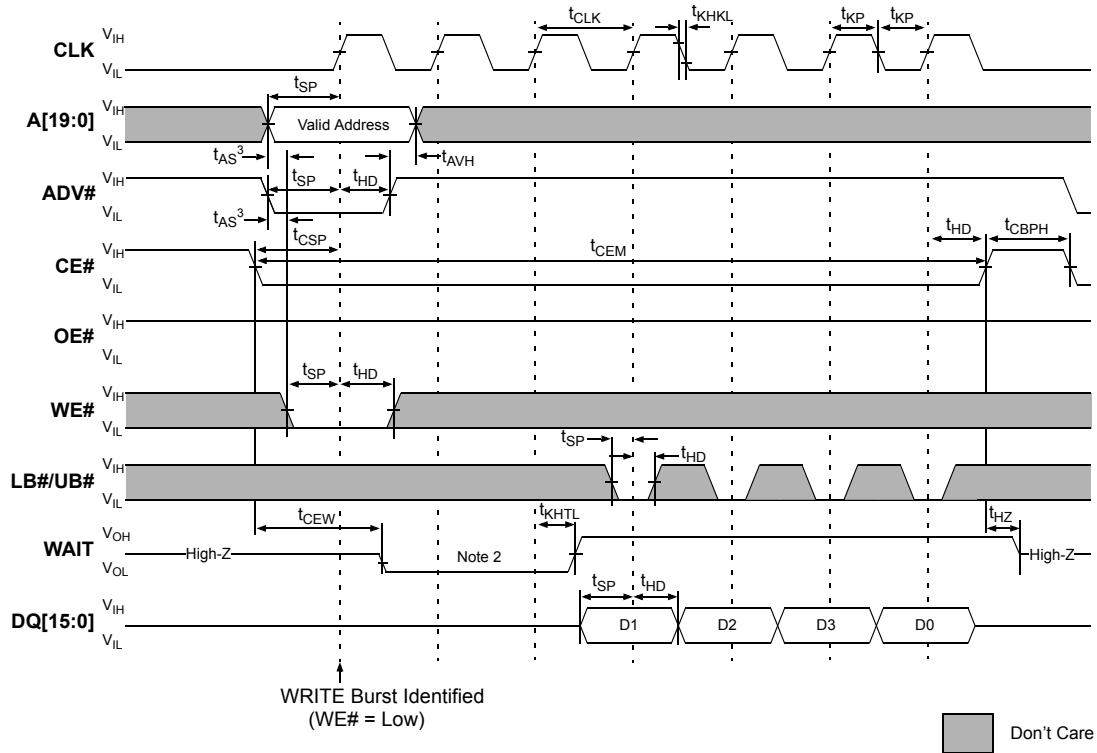 tCLK tKHKL tKP tKP
CLK VIH
VIL
tSP
A[19:0] VIH
VIL
Valid Address
tAS3 tAVH
ADV# VIH
VIL
tSP tHD
tAS3
tCSP tHD tCBPH
CE# VIH
VIL
tCEM
OE# VIH
VIL
tSP tHD
WE# VIH
VIL
tSP
LB#/UB# VIH
VIL
tHD
tCEW tKHTL tHZ
WAIT VOH
VOL
High-Z Note 2 High-Z
tSP tHD
DQ[15:0] VIH
VIL
D1 D2 D3 D0
WRITE Burst Identified
(WE# = Low)
Don't Care